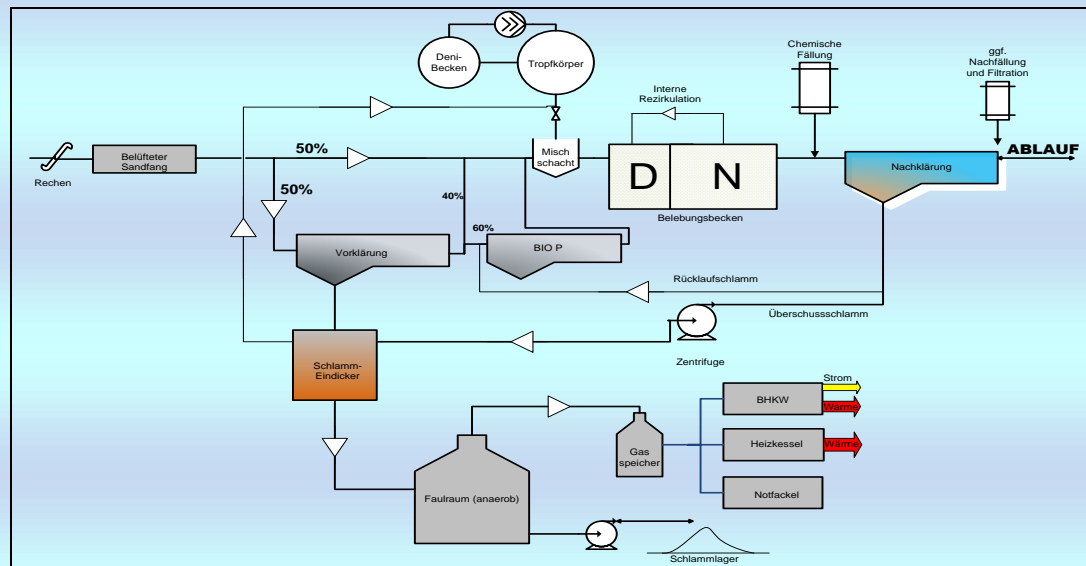 Deni-
Becken
Tropfkörper
Chemische
Fällung
ggf.
Nachfällung
und Filtration
Interne
Rezirkulation
Rechen
Belüfteter
Sandfang
50%
50%
40%
60%
Misch
schacht
D
N
Belebungsbecken
Nachklärung
ABLAUF
Vorklärung
BIO P
Rücklaufschlamm
Überschussschlamm
Zentrifuge
Schlamm-
Eindicker
Faulraum (anaerob)
Gas
speicher
BHKW
Strom
Wärme
Heizkessel
Wärme
Notfackel
Schlammlager